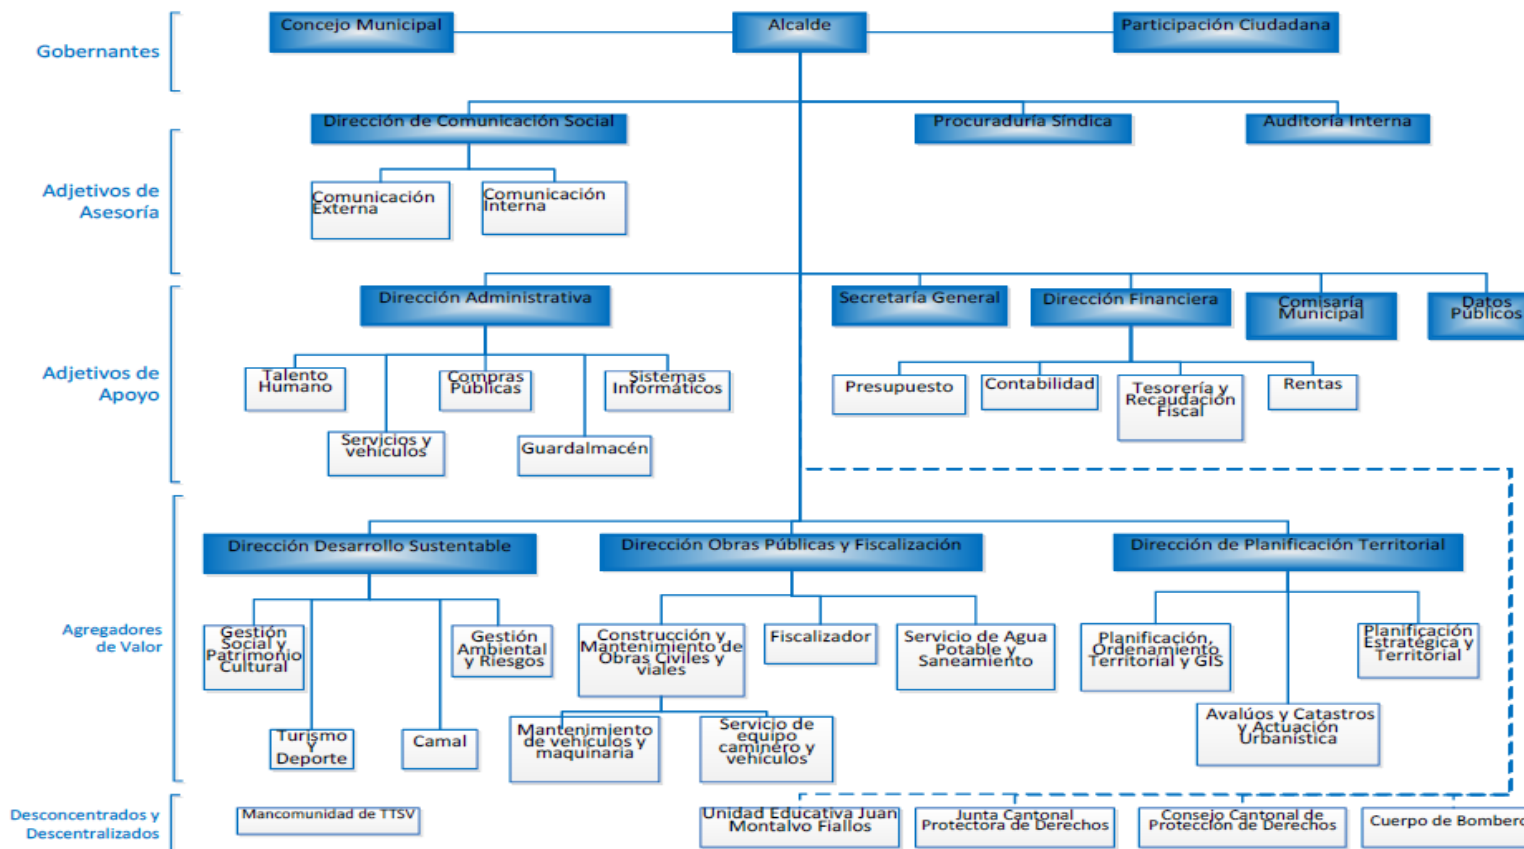 Gobernantes
Concejo Municipal
Alcalde
Participación Ciudadana
Adjetivos de
Asesoría
Dirección de Comunicación Social
Procuraduría Síndica
Auditoría Interna
Comunicación
Externa
Comunicación
Interna
Adjetivos de
Apoyo
Dirección Administrativa
Secretaría General
Dirección Financiera
Comisaría
Municipal
Datos
Públicos
Talento
Humano
Compras
Públicas
Sistemas
Informáticos
Servicios y
vehículos
Guardalmacén
Presupuesto
Contabilidad
Tesorería y
Recaudación
Fiscal
Rentas
Agregadores
de Valor
Dirección Desarrollo Sustentable
Dirección Obras Públicas y Fiscalización
Dirección de Planificación Territorial
Gestión
Social y
Patrimonio
Cultural
Gestión
Ambiental
y Riesgos
Turismo
y
Deporte
Camal
Construcción y
Mantenimiento de
Obras Civiles y
viales
Fiscalizador
Servicio de Agua
Potable y
Saneamiento
Mantenimiento
de vehículos y
maquinaria
Servicio de
equipo
caminero y
vehículos
Planificación,
Ordenamiento
Territorial y GIS
Planificación
Estratégica y
Territorial
Avalúos y Catastros
y Actuación
Urbanística
Desconcentrados y
Descentralizados
Mancomunidad de TTSV
Unidad Educativa Juan
Montalvo Fiallos
Junta Cantonal
Protectora de Derechos
Consejo Cantonal de
Protección de Derechos
Cuerpo de Bombero